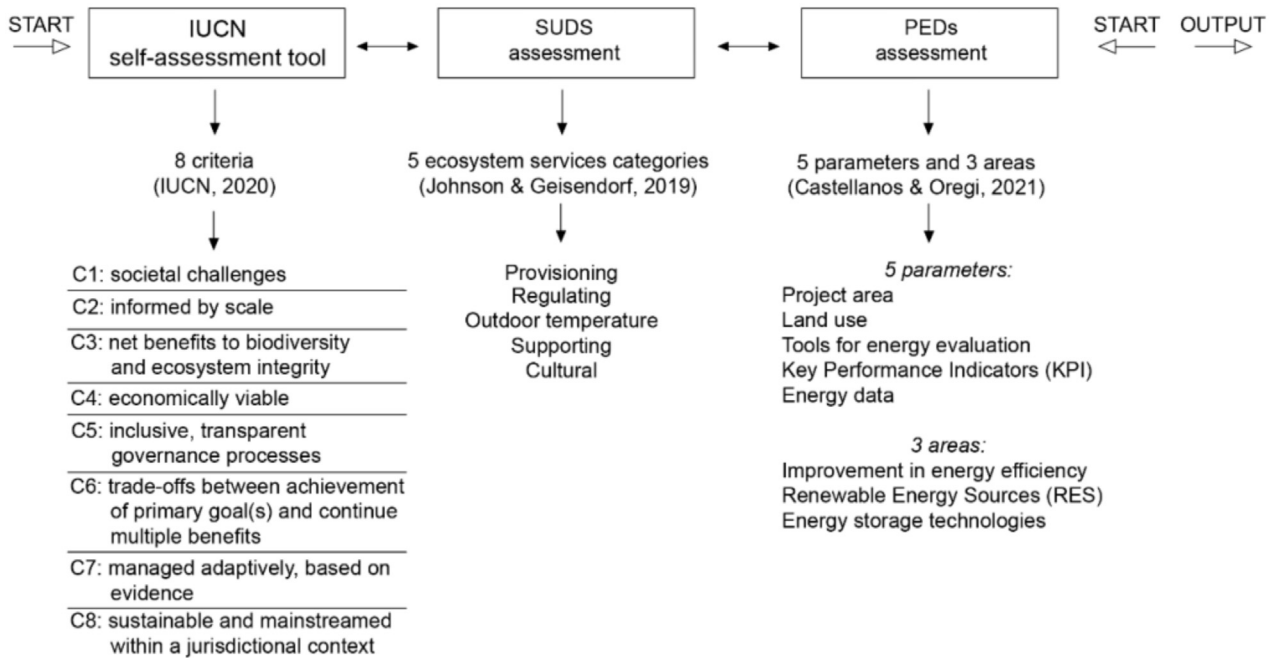 START
IUCN
self-assessment tool
SUDS
assessment
PEDs
assessment
START
OUTPUT
8 criteria
(IUCN, 2020)
C1: societal challenges
C2: informed by scale
C3: net benefits to biodiversity
and ecosystem integrity
C4: economically viable
C5: inclusive, transparent
governance processes
C6: trade-offs between achievement
of primary goal(s) and continue
multiple benefits
C7: managed adaptively, based on
evidence
C8: sustainable and mainstreamed
within a jurisdictional context
5 ecosystem services categories
(Johnson & Geisendorf, 2019)
Provisioning
Regulating
Outdoor temperature
Supporting
Cultural
5 parameters and 3 areas
(Castellanos & Oregi, 2021)
5 parameters:
Project area
Land use
Tools for energy evaluation
Key Performance Indicators (KPI)
Energy data
3 areas:
Improvement in energy efficiency
Renewable Energy Sources (RES)
Energy storage technologies